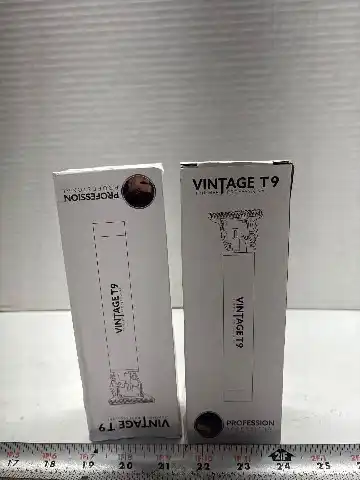 PROFESSION
VINTAGE T9
VINTAGE T9
VINTAGE T9
VINTAGE T9
PROFESSION
17 18 19 20 21 22 23 24 25
2F